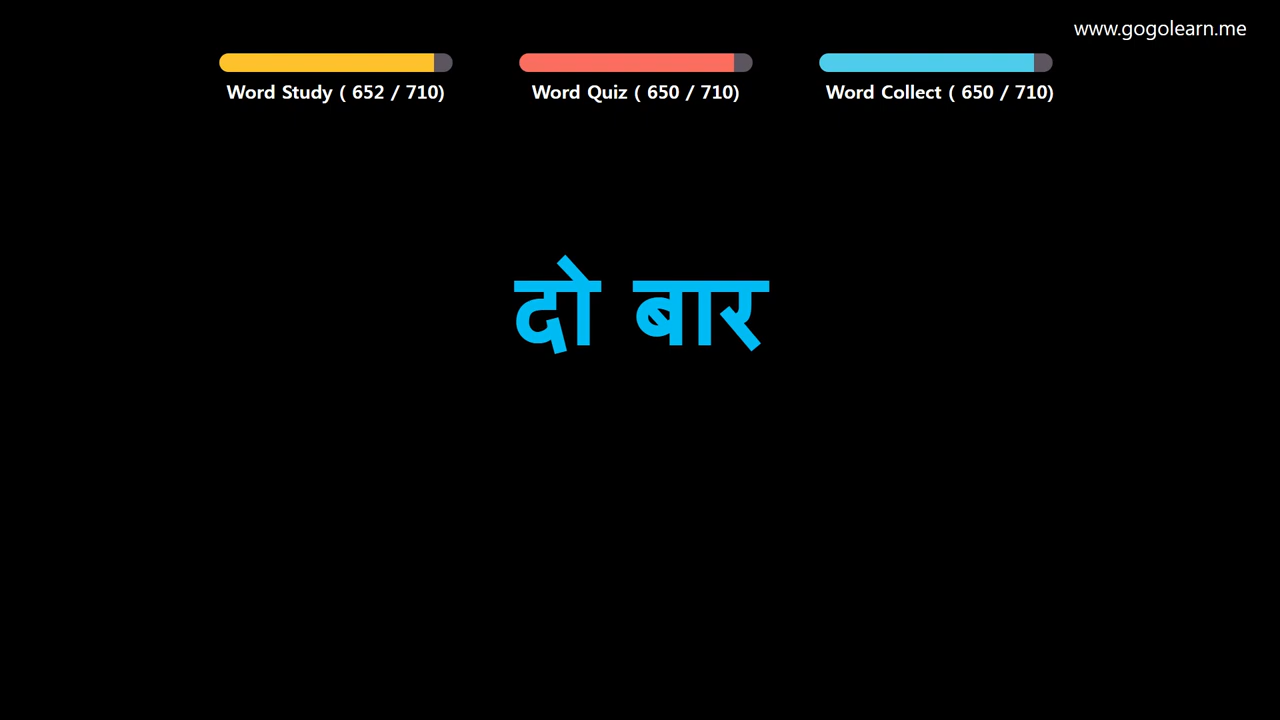 www.gogolearn.me
Word Study ( 652 / 710) Word Quiz ( 650 / 710) Word Collect ( 650 / 710)
दो बार